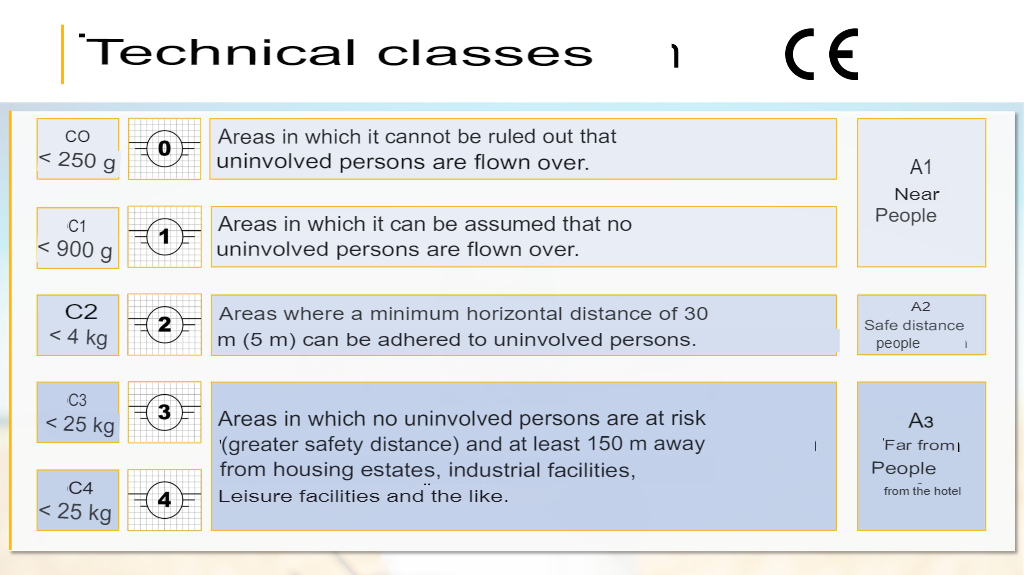 Technical classes
CE
C0
< 250 g
0
Areas in which it cannot be ruled out that
uninvolved persons are flown over.
A1
Near
People
C1
< 900 g
1
Areas in which it can be assumed that no
uninvolved persons are flown over.
C2
< 4 kg
2
Areas where a minimum horizontal distance of 30
m (5 m) can be adhered to uninvolved persons.
A2
Safe distance
people
C3
< 25 kg
3
Areas in which no uninvolved persons are at risk
(greater safety distance) and at least 150 m away
from housing estates, industrial facilities,
Leisure facilities and the like.
A3
Far from
People
from the hotel
C4
< 25 kg
4